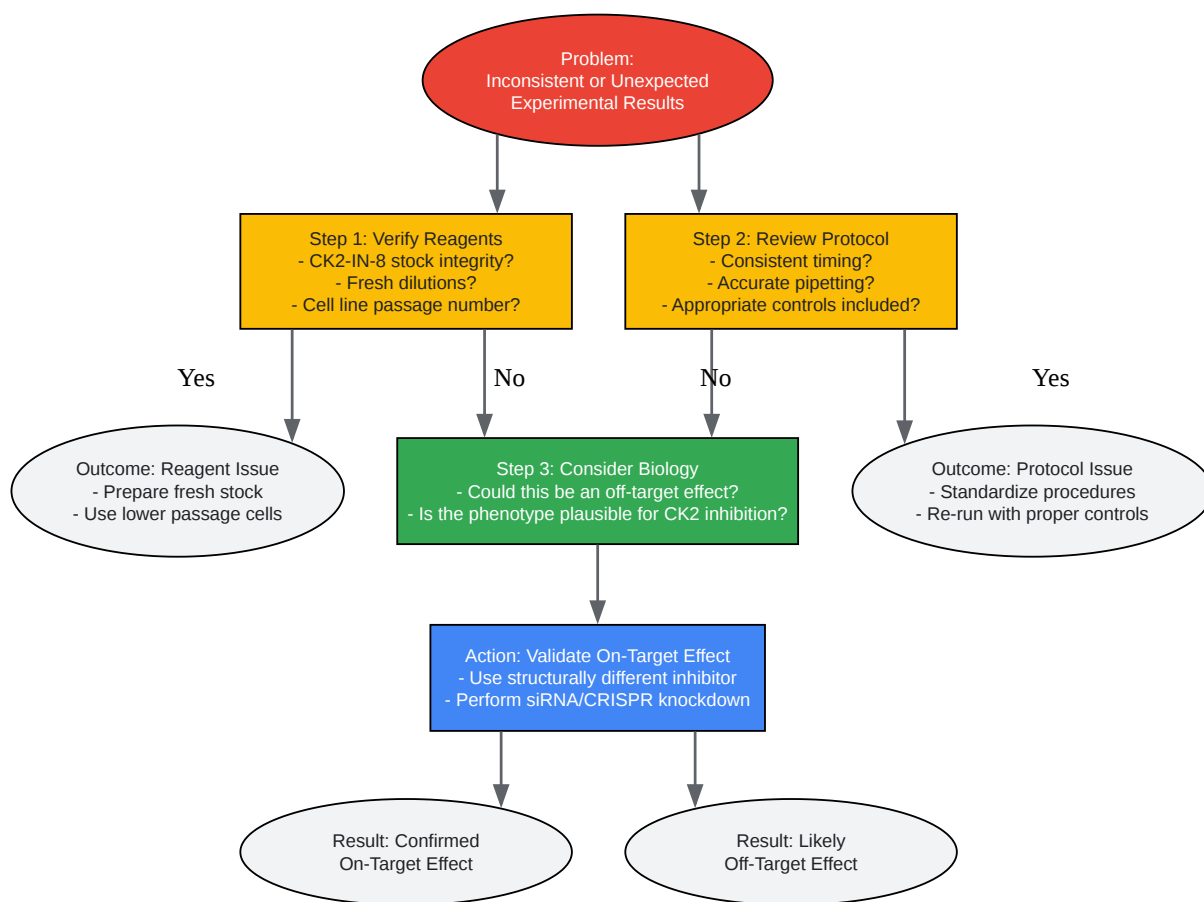 Problem:
Inconsistent or Unexpected
Experimental Results
Step 1: Verify Reagents
- CK2-IN-8 stock integrity?
- Fresh dilutions?
- Cell line passage number?
Step 2: Review Protocol
- Consistent timing?
- Accurate pipetting?
- Appropriate controls included?
Yes
No
No
Yes
Outcome: Reagent Issue
- Prepare fresh stock
- Use lower passage cells
Step 3: Consider Biology
- Could this be an off-target effect?
- Is the phenotype plausible for CK2 inhibition?
Outcome: Protocol Issue
- Standardize procedures
- Re-run with proper controls
Action: Validate On-Target Effect
- Use structurally different inhibitor
- Perform siRNA/CRISPR knockdown
Result: Confirmed
On-Target Effect
Result: Likely
Off-Target Effect